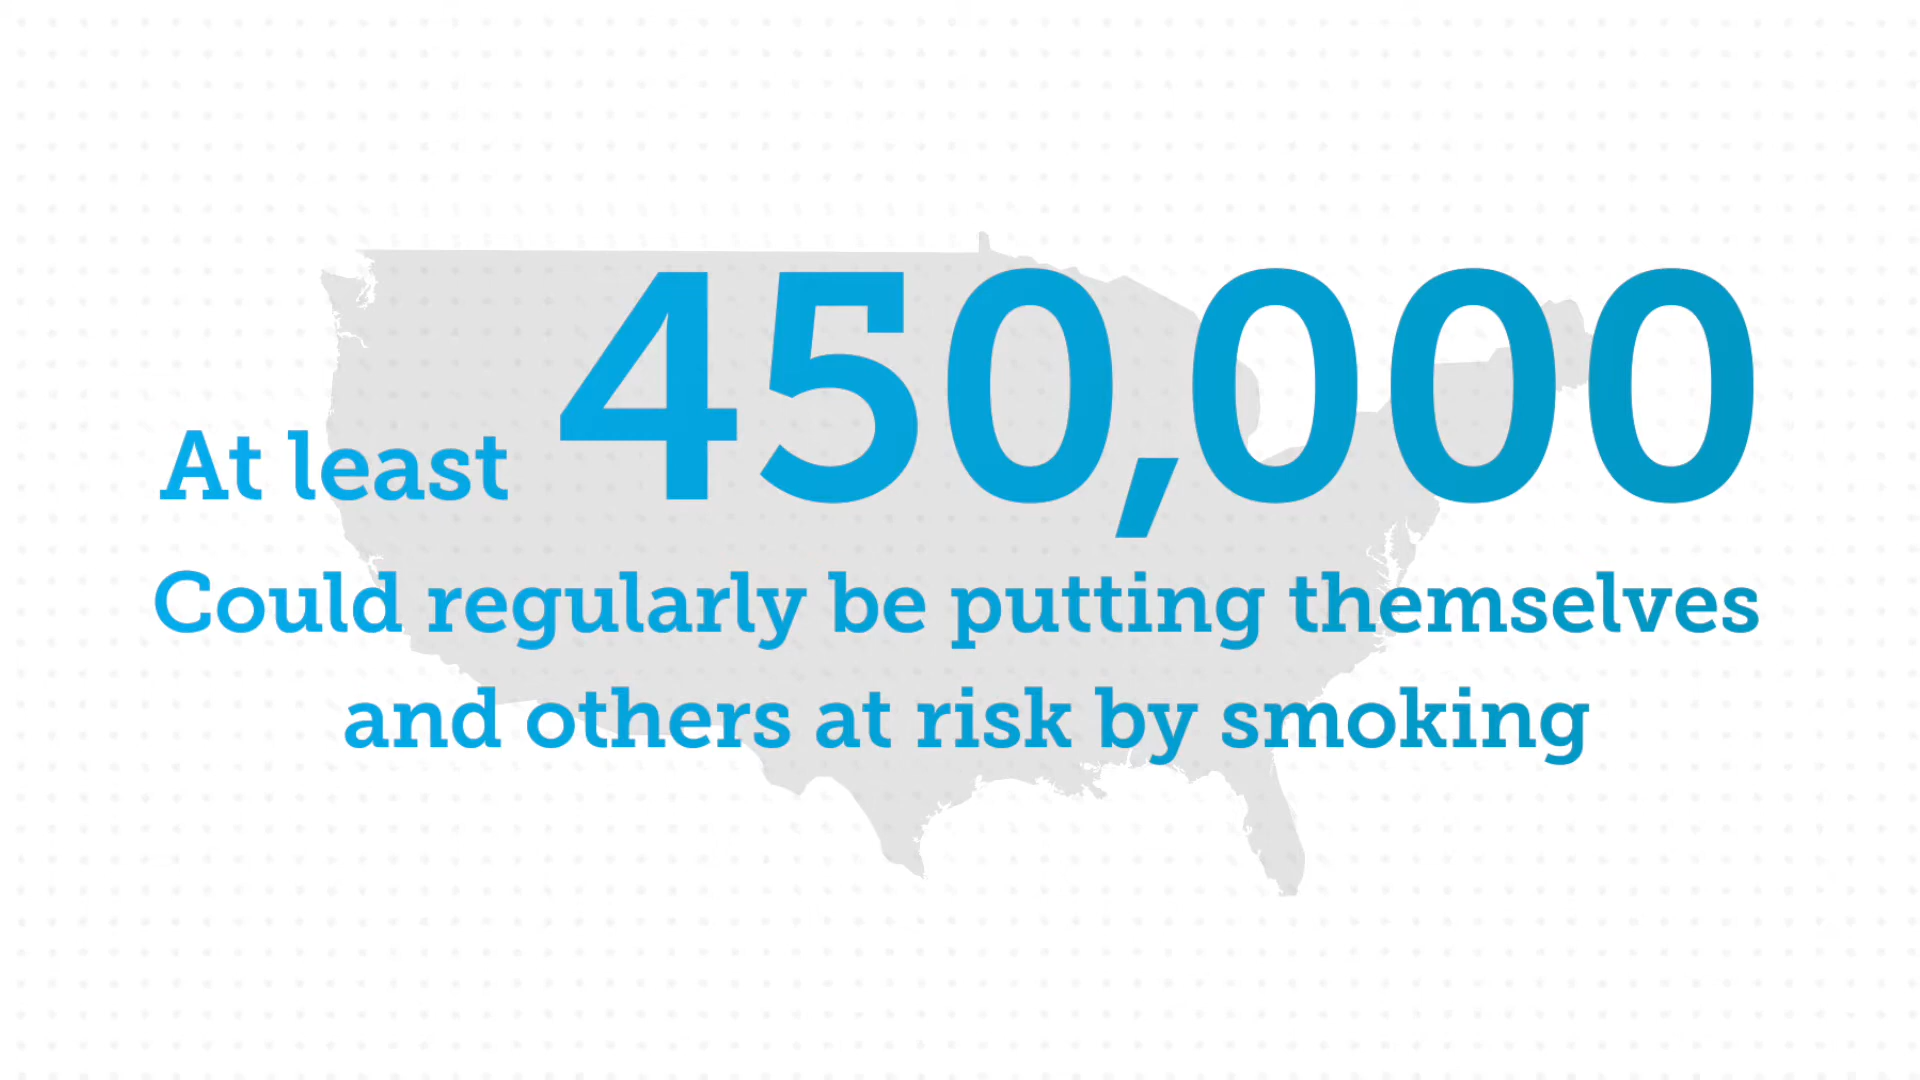 At least 450,000
Could regularly be putting themselves
and others at risk by smoking